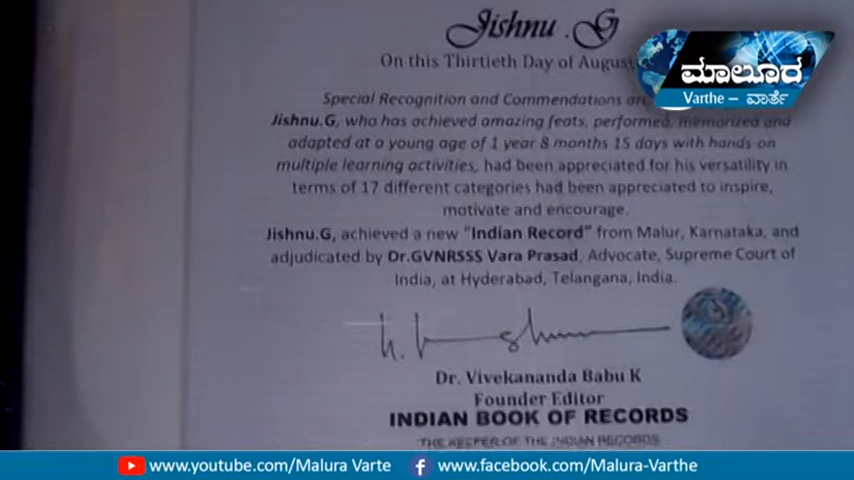 Jishnu .G
On this Thirtieth Day of August
Special Recognition and Commendations are
Jishnu.G, who has achieved amazing feats, performed, memorized and
adapted at a young age of 1 year 8 months 15 days with hands-on
multiple learning activities, had been appreciated for his versatility in
terms of 17 different categories had been appreciated to inspire,
motivate and encourage.
Jishnu.G, achieved a new "Indian Record" from Malur, Karnataka, and
adjudicated by Dr.GVNRSSS Vara Prasad, Advocate, Supreme Court of
India, at Hyderabad, Telangana, India.
Dr. Vivekananda Babu K
Founder Editor
INDIAN BOOK OF RECORDS
THE KEEPER OF THE INDIAN RECORDS
ಮಾಲೂರ
Varthe – ವಾರ್ತೆ
www.youtube.com/Malura Varte
www.facebook.com/Malura-Varthe